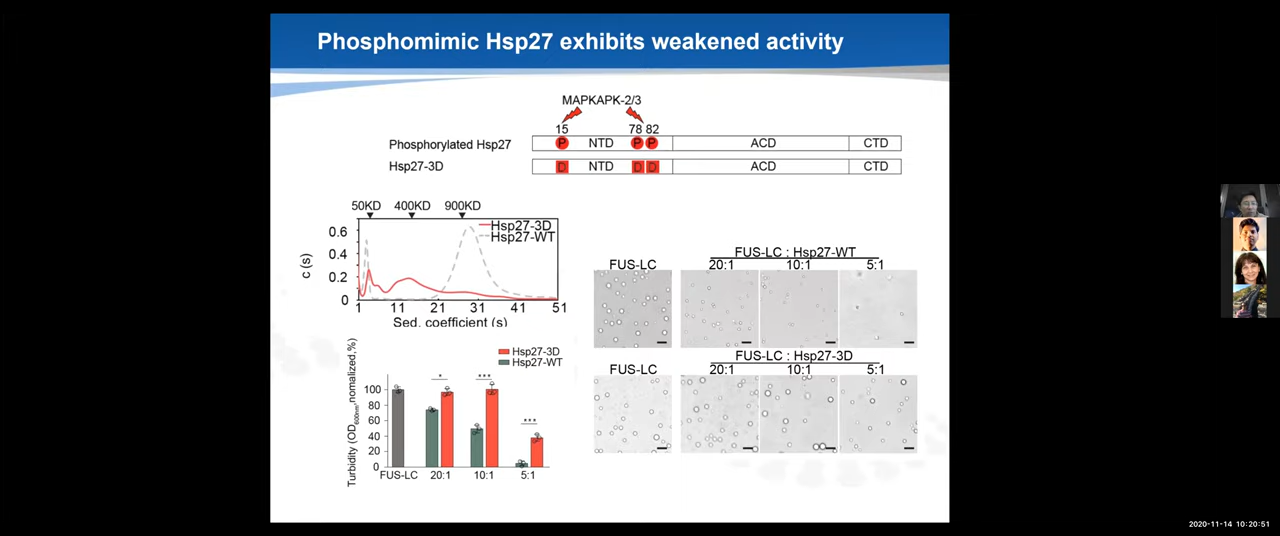 Phosphomimic Hsp27 exhibits weakened activity
MAPKAPK-2/3
15 78 82
Phosphorylated Hsp27 P NTD P P ACD CTD
Hsp27-3D D NTD D D ACD CTD
50KD 400KD 900KD
Hsp27-3D
Hsp27-WT
c (s)
0.6
0.4
0.2
0
1 11 21 31 41 51
Sed. coefficient (s)
Turbidity (OD600nm,nomalized,%)
Hsp27-3D
Hsp27-WT
* *** ***
100
80
60
40
20
0
FUS-LC 20:1 10:1 5:1
FUS-LC : Hsp27-WT
FUS-LC 20:1 10:1 5:1
FUS-LC : Hsp27-3D
FUS-LC 20:1 10:1 5:1
2020-11-14 10:20:51